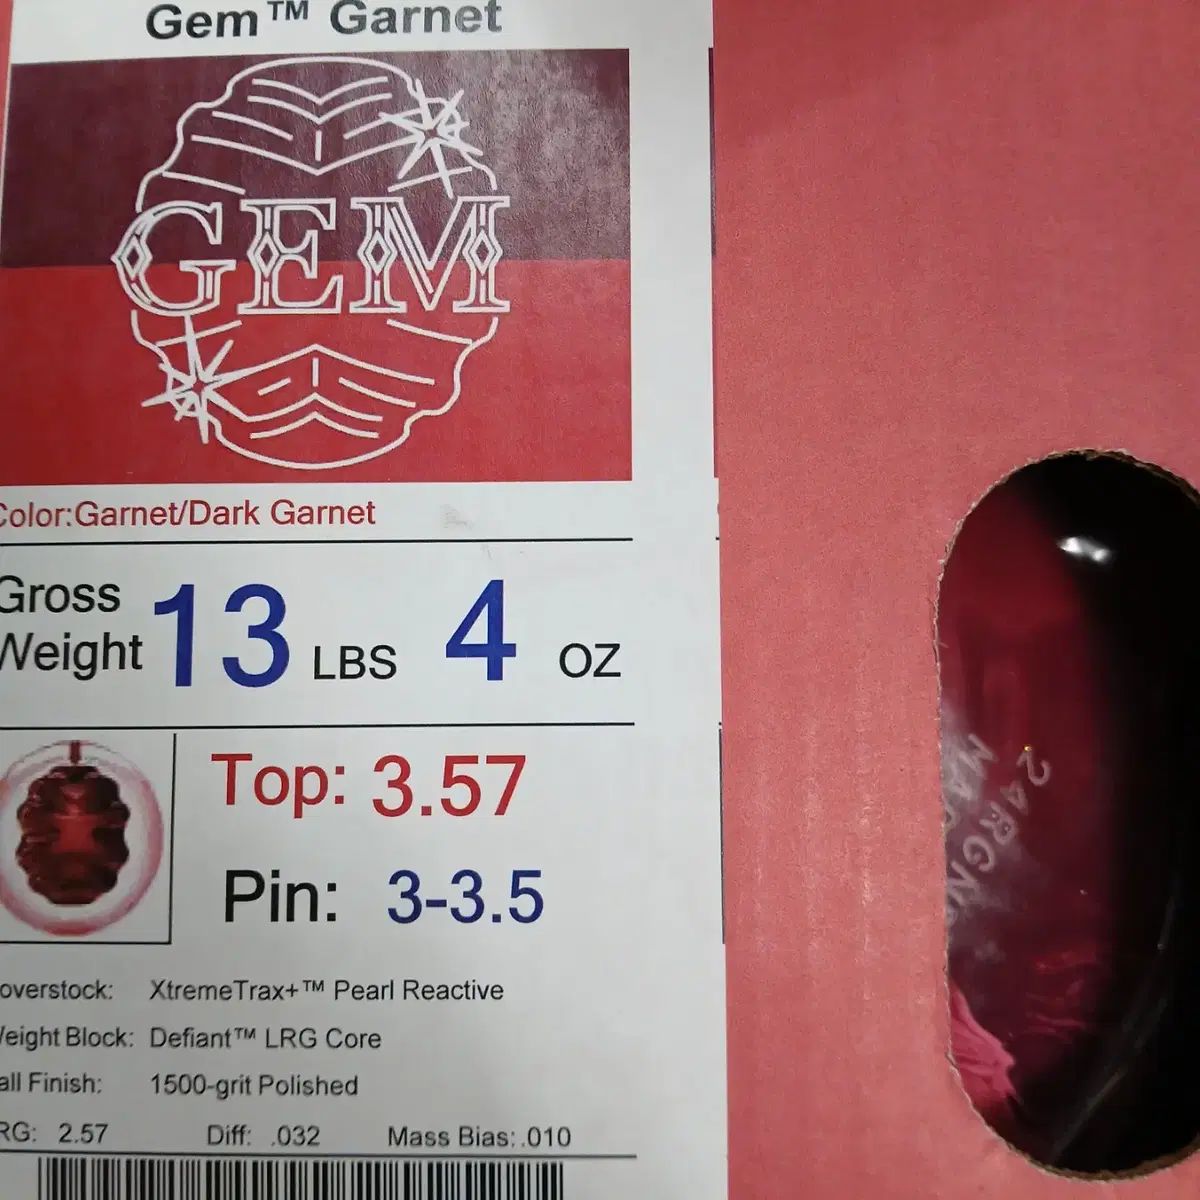 Gem™ Garnet
GEM
Color:Garnet/Dark Garnet
Gross
Weight 13 LBS 4 OZ
Top: 3.57
Pin: 3-3.5
overstock: XtremeTrax+™ Pearl Reactive
Weight Block: Defiant™ LRG Core
all Finish: 1500-grit Polished
RG: 2.57 Diff: .032 Mass Bias: .010